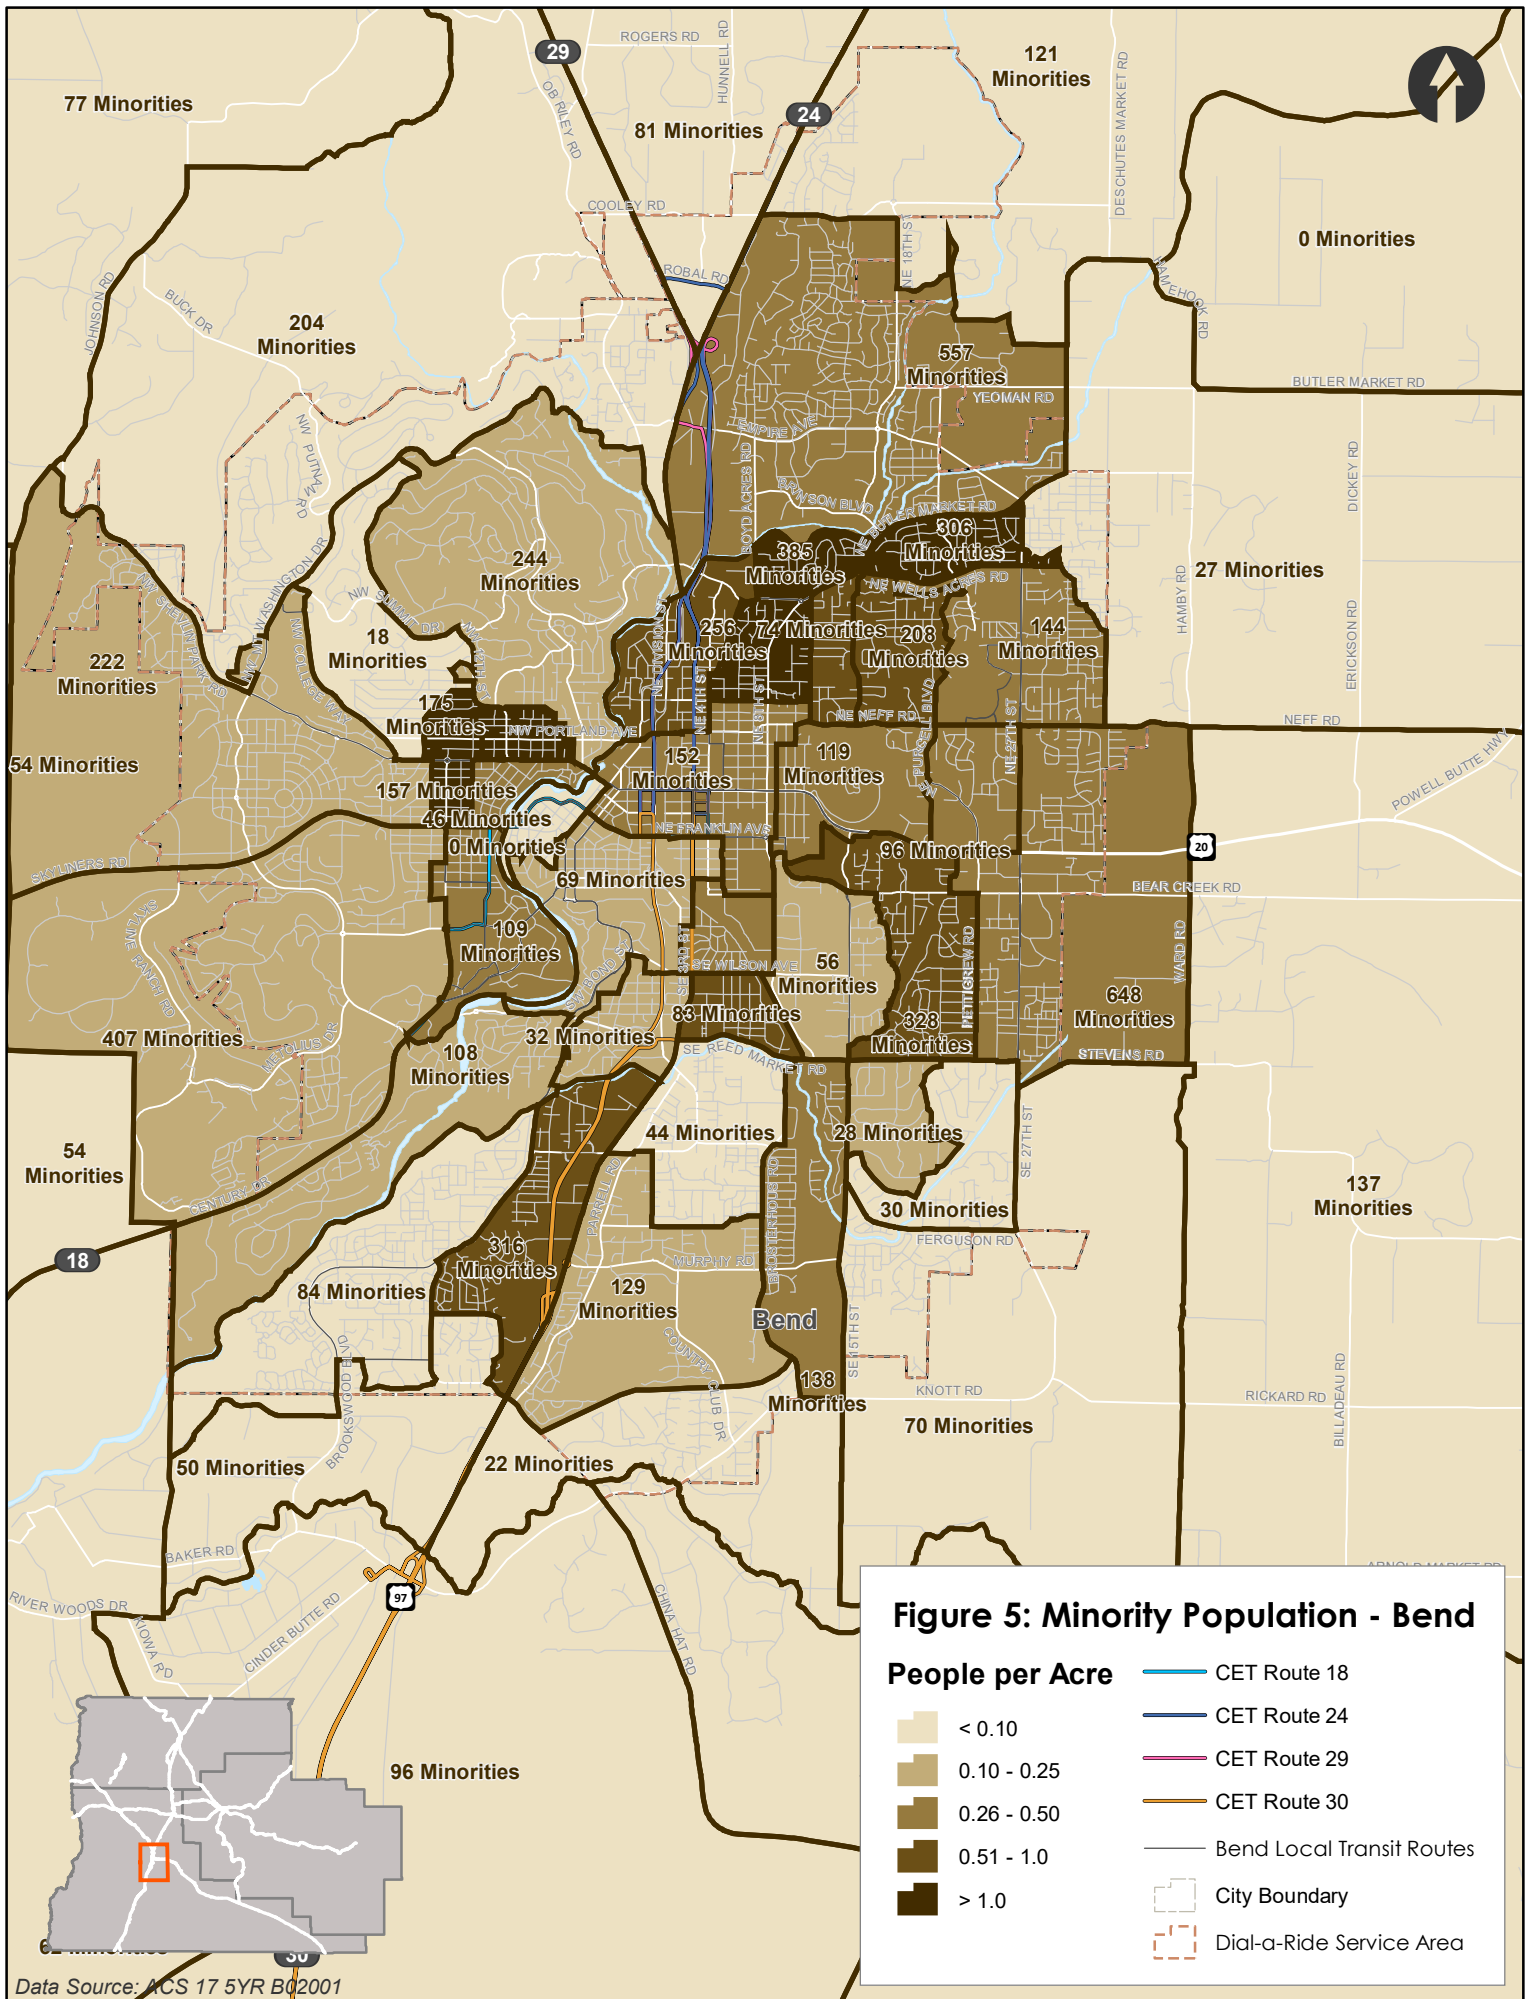 ROGERS RD
HUNNELL RD
29
121
Minorities
77 Minorities
OB RILEY RD
DESCHUTES MARKET RD
24
81 Minorities
COOLEY RD
NE 18TH ST
0 Minorities
ROBAL RD
HAMEHOOK RD
JOHNSON RD
BUCK DR
204
Minorities
557
Minorities
BUTLER MARKET RD
YEOMAN RD
NW PUTNAM RD
EMPIRE AVE
BOYD ACRES RD
DICKEY RD
BRINSON BLVD
NE BUTLER MARKET RD
306
Minorities
385
Minorities
244
Minorities
27 Minorities
HAMBY RD
NW MT WASHINGTON DR
NW SHEVLIN PARK RD
NE WELLS ACRES RD
NW SUMMIT DR
NW COLLEGE WAY
NW 14TH ST
NE DIVISION ST
256
Minorities
74 Minorities
208
Minorities
144
Minorities
18
Minorities
ERICKSON RD
222
Minorities
NE 4TH ST
NE 8TH ST
NE PURCELL BLVD
NE 27TH ST
175
Minorities
NW PORTLAND AVE
NE NEFF RD
NEFF RD
54 Minorities
152
Minorities
119
Minorities
POWELL BUTTE HWY
157 Minorities
46 Minorities
NE FRANKLIN AVE
0 Minorities
96 Minorities
20
SKYLINERS RD
69 Minorities
BEAR CREEK RD
SKYLINE RANCH RD
109
Minorities
SE 3RD ST
SE WILSON AVE
56
Minorities
PETTIGREW RD
WARD RD
SW BOND ST
648
Minorities
83 Minorities
328
Minorities
407 Minorities
METOLIUS DR
32 Minorities
SE REED MARKET RD
STEVENS RD
108
Minorities
44 Minorities
28 Minorities
SE 27TH ST
54
Minorities
137
Minorities
CENTURY DR
PARRELL RD
BROSTERHOUS RD
30 Minorities
FERGUSON RD
18
316
Minorities
MURPHY RD
84 Minorities
129
Minorities
Bend
SE 15TH ST
BROOKSWOOD BLVD
COUNTRY CLUB DR
138
Minorities
KNOTT RD
RICKARD RD
BILLADEAU RD
70 Minorities
50 Minorities
22 Minorities
BAKER RD
97
RIVER WOODS DR
KIOWA RD
CINDER BUTTE RD
CHINA HAT RD
Figure 5: Minority Population - Bend
People per Acre
< 0.10
0.10 - 0.25
0.26 - 0.50
0.51 - 1.0
> 1.0
CET Route 18
CET Route 24
CET Route 29
CET Route 30
Bend Local Transit Routes
City Boundary
Dial-a-Ride Service Area
96 Minorities
30
Data Source: ACS 17 5YR B02001